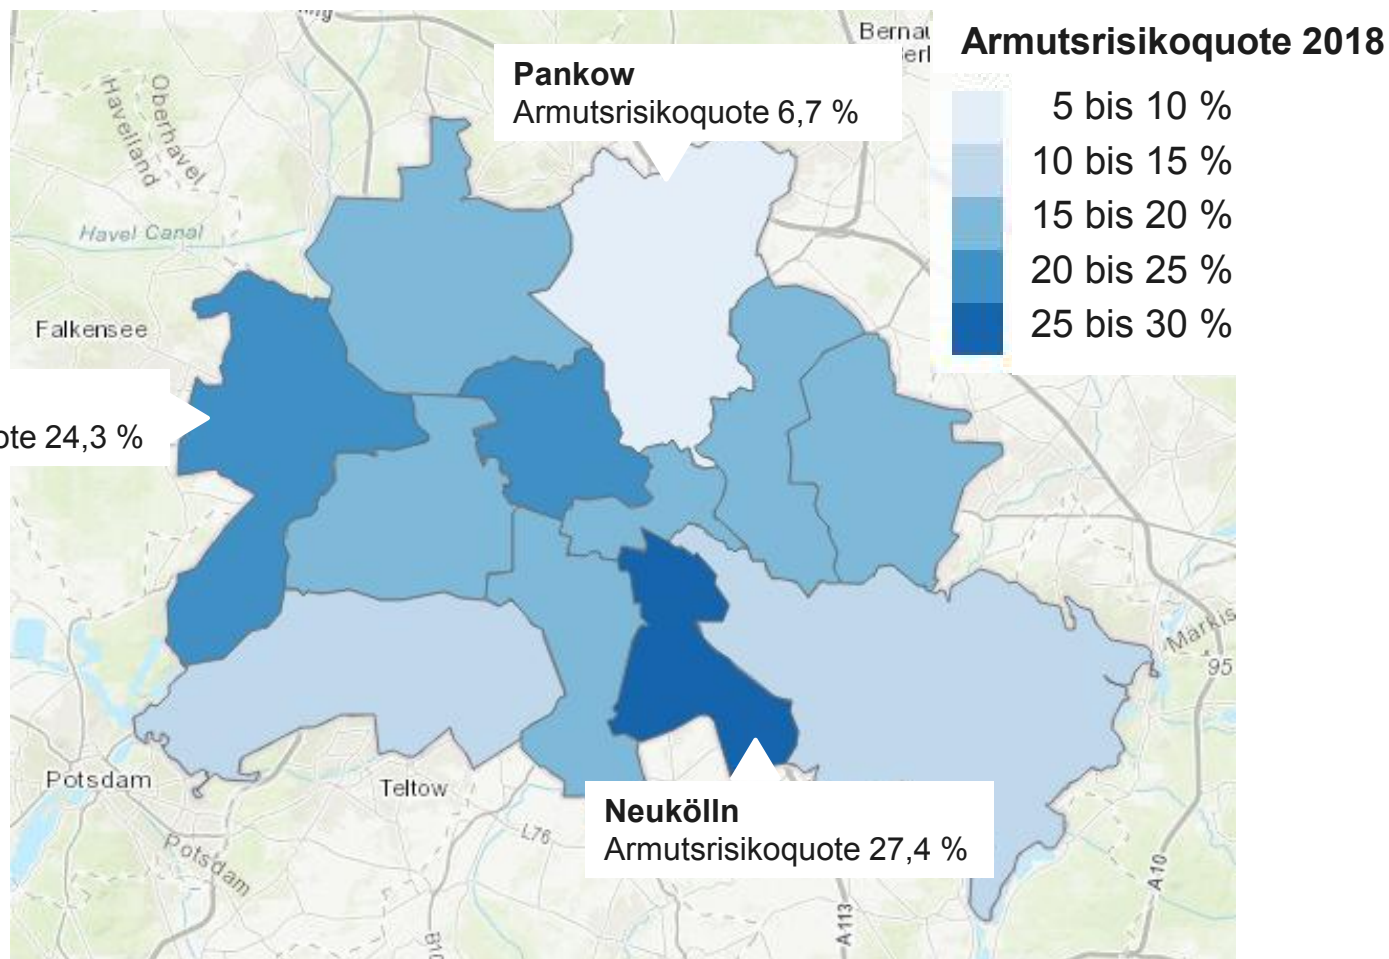 Bernau
Armutsrisikoquote 2018
Pankow
Armutsrisikoquote 6,7 %
5 bis 10 %
10 bis 15 %
15 bis 20 %
20 bis 25 %
25 bis 30 %
Oberhavel
Havelland
Havel Canal
Falkensee
ote 24,3 %
Märkis
95
Potsdam
Teltow
Neukölln
Armutsrisikoquote 27,4 %
L76
Potsdam
A10
A113